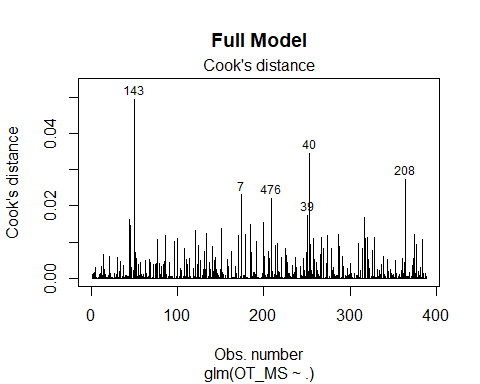 Full Model
Cook's distance
Cook's distance
0.00
0.02
0.04
143
7
476
39
40
208
0 100 200 300 400
Obs. number
glm(OT_MS ~ .)